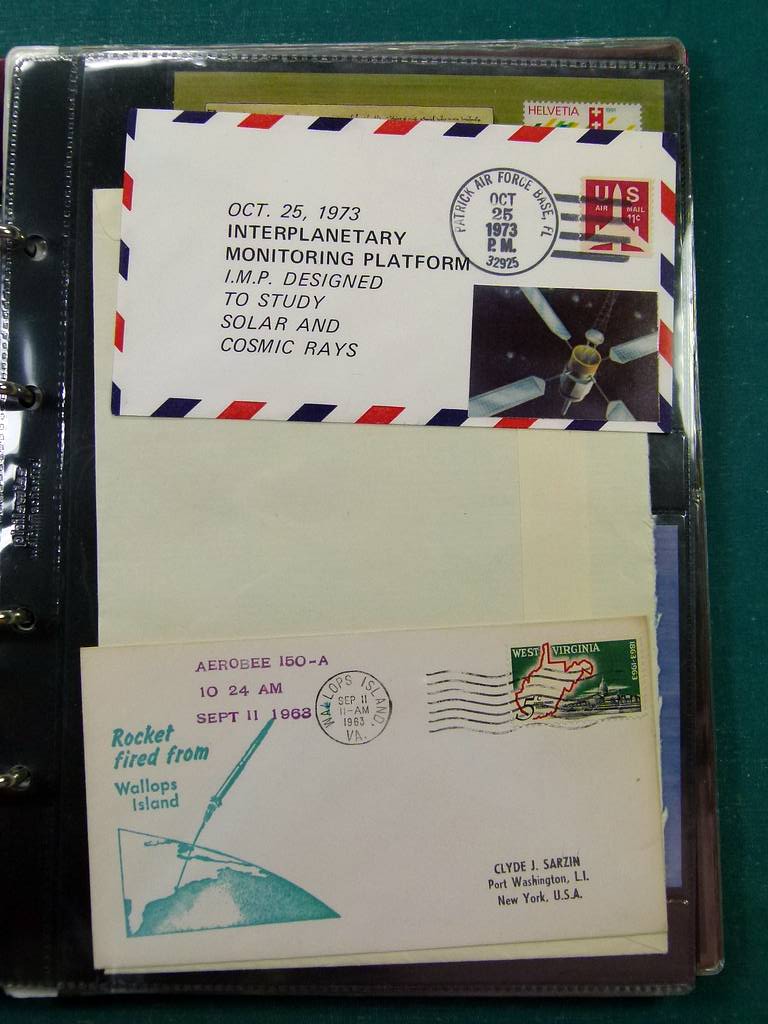 HELVETIA
OCT. 25, 1973
INTERPLANETARY
MONITORING PLATFORM
I.M.P. DESIGNED
TO STUDY
SOLAR AND
COSMIC RAYS
PATRICK AIR FORCE BASE, FL
OCT
25
1973
P.M.
32925
US
AIR MAIL
11c
AEROBEE 150-A
10 24 AM
SEPT 11 1963
WALLOPS ISLAND.
SEP 11
11-AM
1963
VA.
WEST VIRGINIA
1863-1963
5c
Rocket
fired from
Wallops
Island
CLYDE J. SARZIN
Port Washington, L.I.
New York, U.S.A.